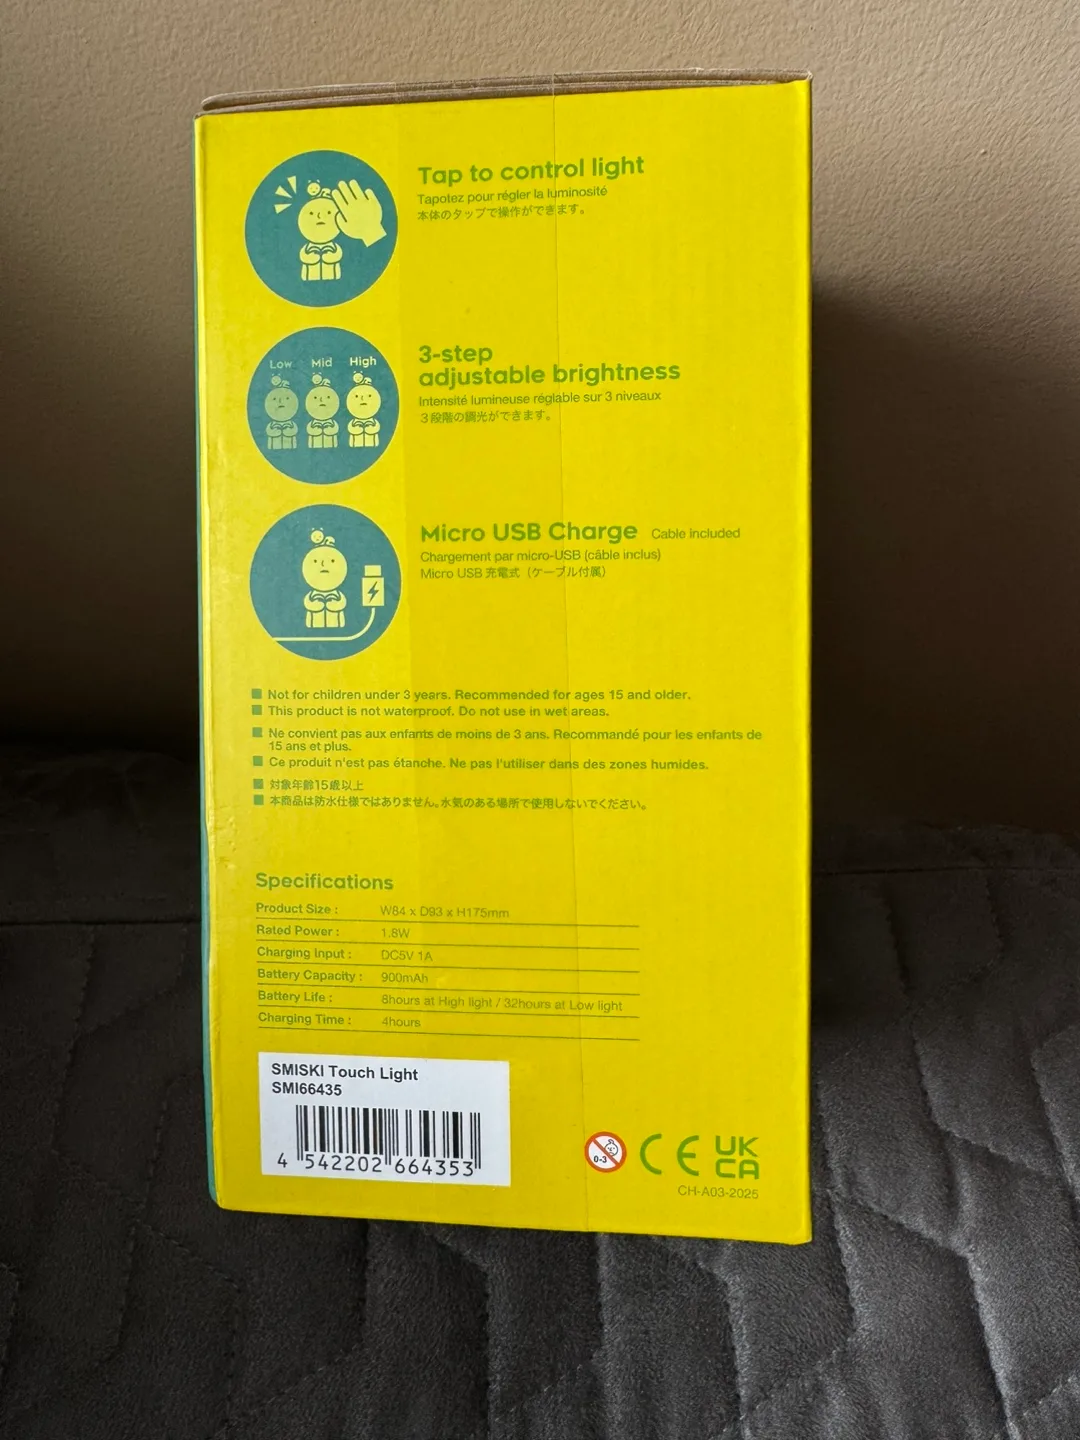 Tap to control light
Tapotez pour régler la luminosité
本体のタップで操作ができます。
Low Mid High
3-step
adjustable brightness
Intensité lumineuse réglable sur 3 niveaux
3段階の調光ができます。
Micro USB Charge Cable included
Chargement par micro-USB (câble inclus)
Micro USB 充電式（ケーブル付属）
■ Not for children under 3 years. Recommended for ages 15 and older.
■ This product is not waterproof. Do not use in wet areas.
■ Ne convient pas aux enfants de moins de 3 ans. Recommandé pour les enfants de
15 ans et plus.
■ Ce produit n'est pas étanche. Ne pas l'utiliser dans des zones humides.
■ 対象年齢15歳以上
■ 本商品は防水仕様ではありません。水気のある場所で使用しないでください。
Specifications
Product Size : W84 x D93 x H175mm
Rated Power : 1.8W
Charging Input : DC5V 1A
Battery Capacity : 900mAh
Battery Life : 8hours at High light / 32hours at Low light
Charging Time : 4hours
SMISKI Touch Light
SMI66435
4 542202 664353
0-3 CE UK
CA
CH-A03-2025